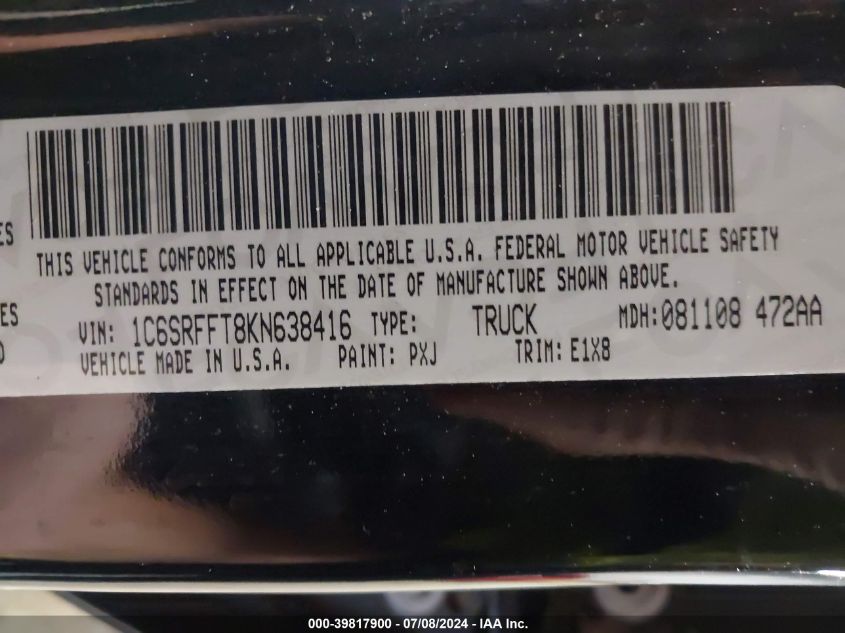 ES
THIS VEHICLE CONFORMS TO ALL APPLICABLE U.S.A. FEDERAL MOTOR VEHICLE SAFETY
STANDARDS IN EFFECT ON THE DATE OF MANUFACTURE SHOWN ABOVE.
ES
VIN: 1C6SRFFT8KN638416 TYPE: TRUCK MDH:081108 472AA
VEHICLE MADE IN U.S.A. PAINT: PXJ TRIM: E1X8
000-39817900 - 07/08/2024 - IAA Inc.